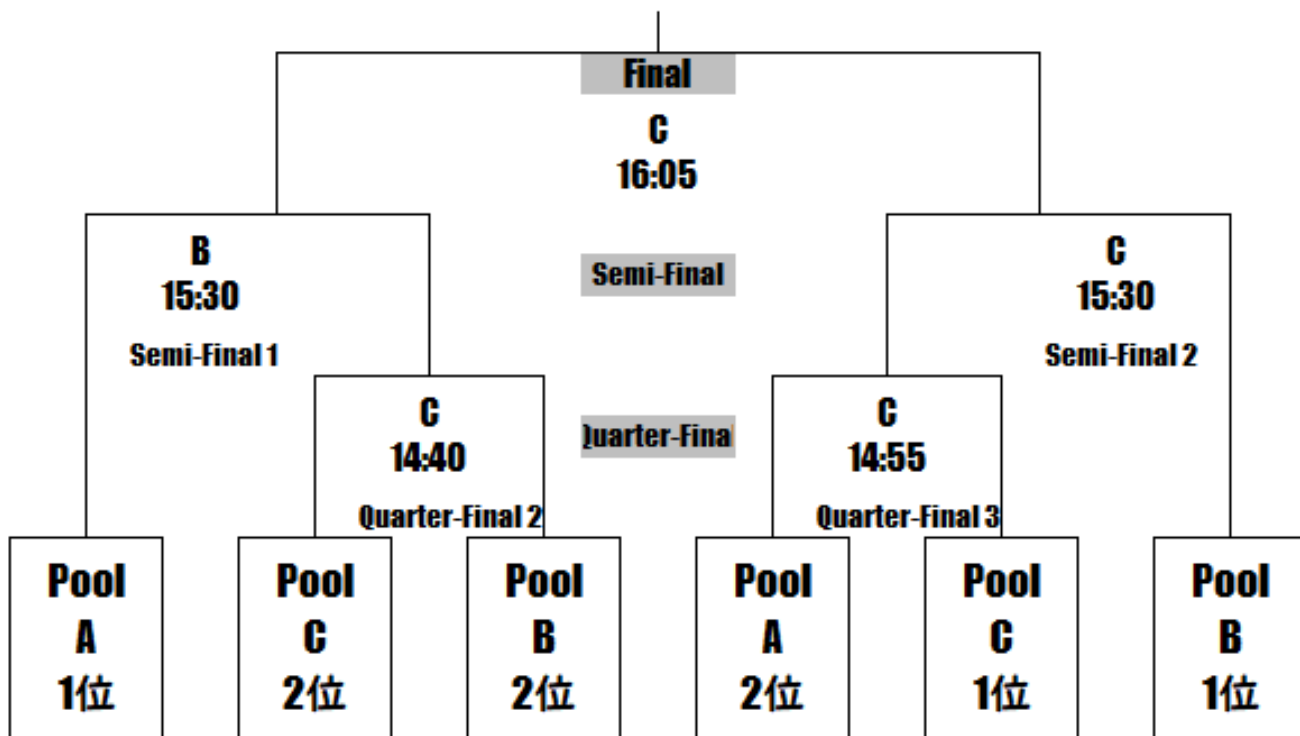 Final
C
16:05
B
15:30
Semi-Final 1
Semi-Final
C
15:30
Semi-Final 2
C
14:40
Quarter-Final 2
Quarter-Final
C
14:55
Quarter-Final 3
Pool
A
1位
Pool
C
2位
Pool
B
2位
Pool
A
2位
Pool
C
1位
Pool
B
1位